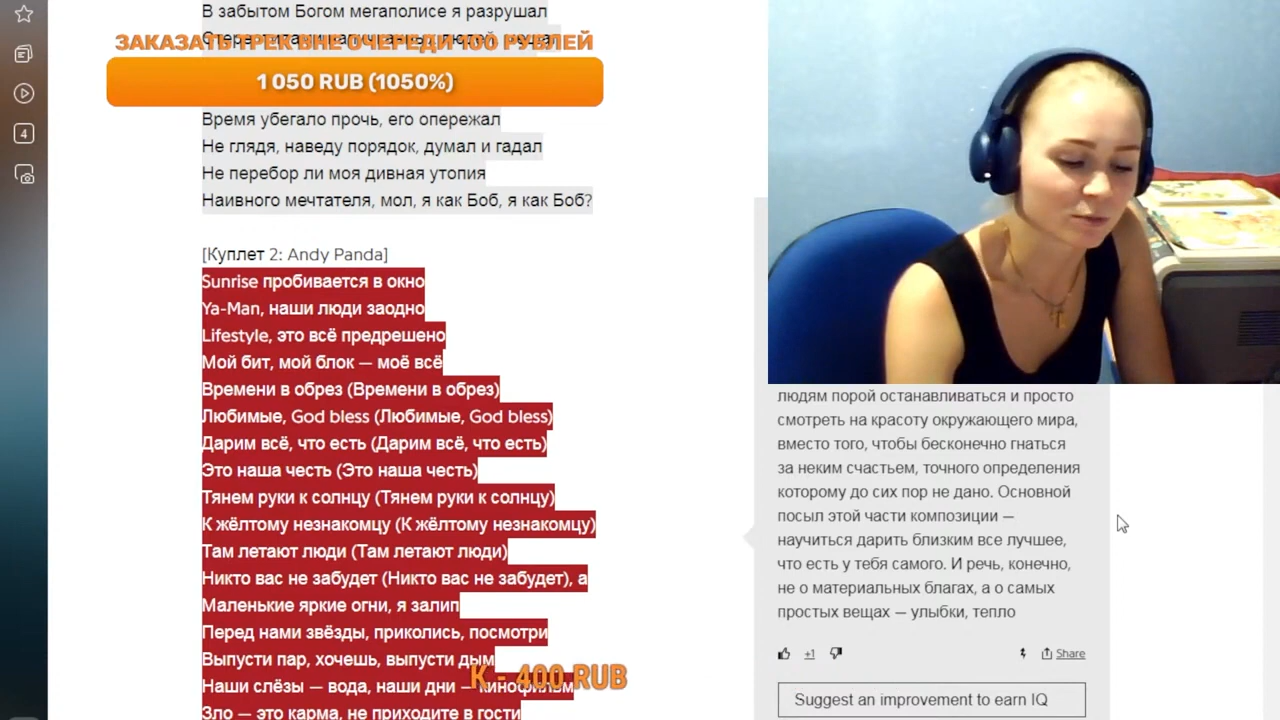 В забытом Богом мегаполисе я разрушал
ЗАКАЗАТЬ ТРЕК ВНЕ ОЧЕРЕДИ 100 РУБЛЕЙ
1 050 RUB (1050%)
Время убегало прочь, его опережал
Не глядя, наведу порядок, думал и гадал
Не перебор ли моя дивная утопия
Наивного мечтателя, мол, я как Боб, я как Боб?
[Куплет 2: Andy Panda]
Sunrise пробивается в окно
Ya-Man, наши люди заодно
Lifestyle, это всё предрешено
Мой бит, мой блок — моё всё
Времени в обрез (Времени в обрез)
Любимые, God bless (Любимые, God bless)
Дарим всё, что есть (Дарим всё, что есть)
Это наша честь (Это наша честь)
Тянем руки к солнцу (Тянем руки к солнцу)
К жёлтому незнакомцу (К жёлтому незнакомцу)
Там летают люди (Там летают люди)
Никто вас не забудет (Никто вас не забудет), а
Маленькие яркие огни, я залип
Перед нами звёзды, приколись, посмотри
Выпусти пар, хочешь, выпусти дым
Наши слёзы — вода, наши дни — кинофильм
К - 400 RUB
Зло — это карма, не приходите в гости
людям порой останавливаться и просто
смотреть на красоту окружающего мира,
вместо того, чтобы бесконечно гнаться
за неким счастьем, точного определения
которому до сих пор не дано. Основной
посыл этой части композиции —
научиться дарить близким все лучшее,
что есть у тебя самого. И речь, конечно,
не о материальных благах, а о самых
простых вещах — улыбки, тепло
+1
Share
Suggest an improvement to earn IQ
4